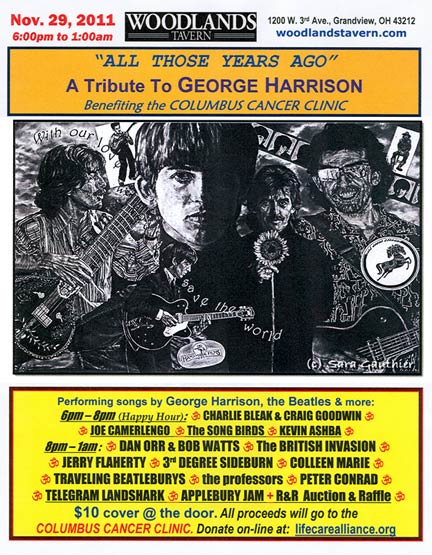 Nov. 29, 2011
6:00pm to 1:00am
WOODLANDS
TAVERN
1200 W. 3rd Ave., Grandview, OH 43212
woodlandstavern.com
"ALL THOSE YEARS AGO"
A Tribute To GEORGE HARRISON
Benefiting the COLUMBUS CANCER CLINIC
With our love
save the world
(c) Sara Gauthier
Performing songs by George Harrison, the Beatles & more:
6pm – 8pm (Happy Hour): ॐ CHARLIE BLEAK & CRAIG GOODWIN ॐ
ॐ JOE CAMERLENGO ॐ The SONG BIRDS ॐ KEVIN ASHBA ॐ
8pm – 1am: ॐ DAN ORR & BOB WATTS ॐ The BRITISH INVASION ॐ
ॐ JERRY FLAHERTY ॐ 3rd DEGREE SIDEBURN ॐ COLLEEN MARIE ॐ
ॐ TRAVELING BEATLEBURYS ॐ the professors ॐ PETER CONRAD ॐ
ॐ TELEGRAM LANDSHARK ॐ APPLEBURY JAM + R&R Auction & Raffle ॐ
$10 cover @ the door. All proceeds will go to the
COLUMBUS CANCER CLINIC. Donate on-line at: lifecarealliance.org